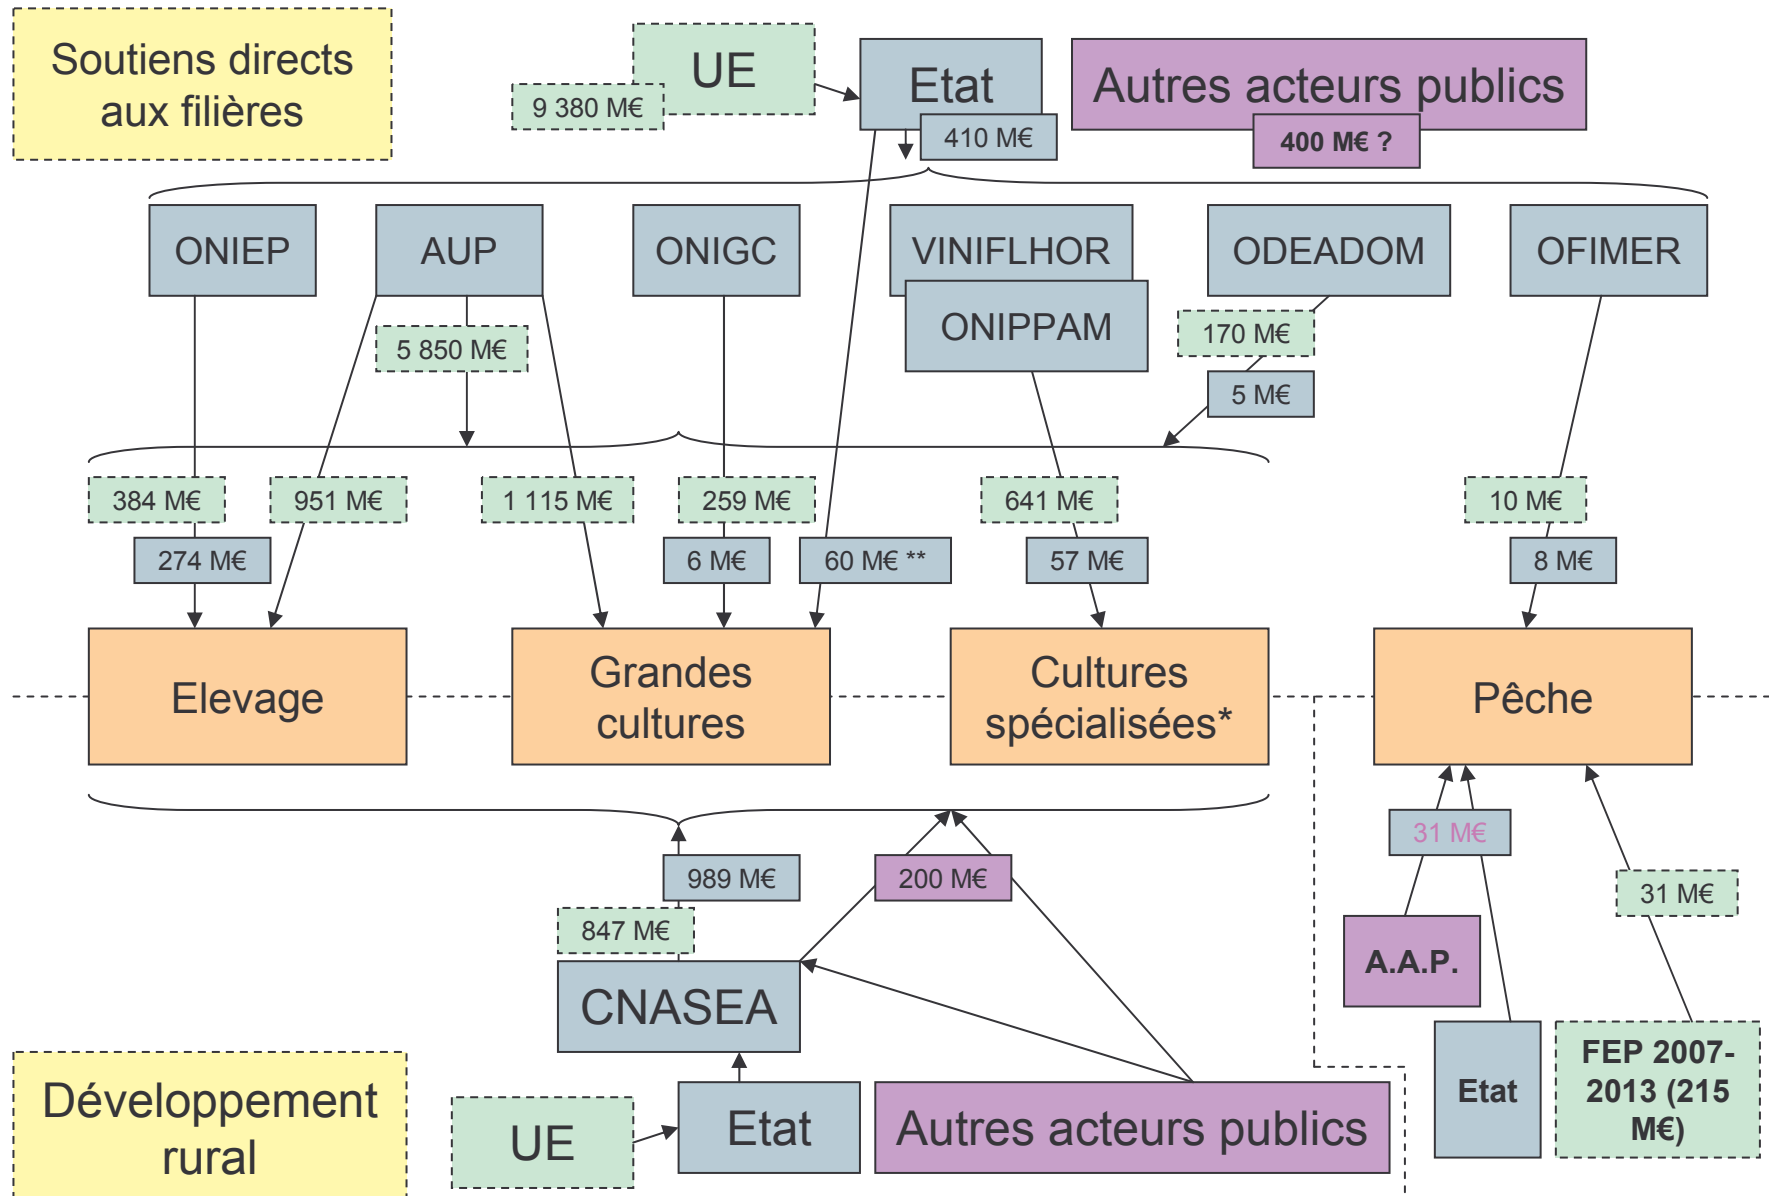 Soutiens directs
aux filières
UE
9 380 M€
Etat
410 M€
Autres acteurs publics
400 M€ ?
ONIEP
AUP
ONIGC
VINIFLHOR
ONIPPAM
ODEADOM
OFIMER
5 850 M€
170 M€
5 M€
384 M€
951 M€
1 115 M€
259 M€
641 M€
10 M€
274 M€
6 M€
60 M€ **
57 M€
8 M€
Elevage
Grandes
cultures
Cultures
spécialisées*
Pêche
989 M€
200 M€
31 M€
31 M€
847 M€
CNASEA
A.A.P.
Développement
rural
UE
Etat
Autres acteurs publics
Etat
FEP 2007-
2013 (215
M€)